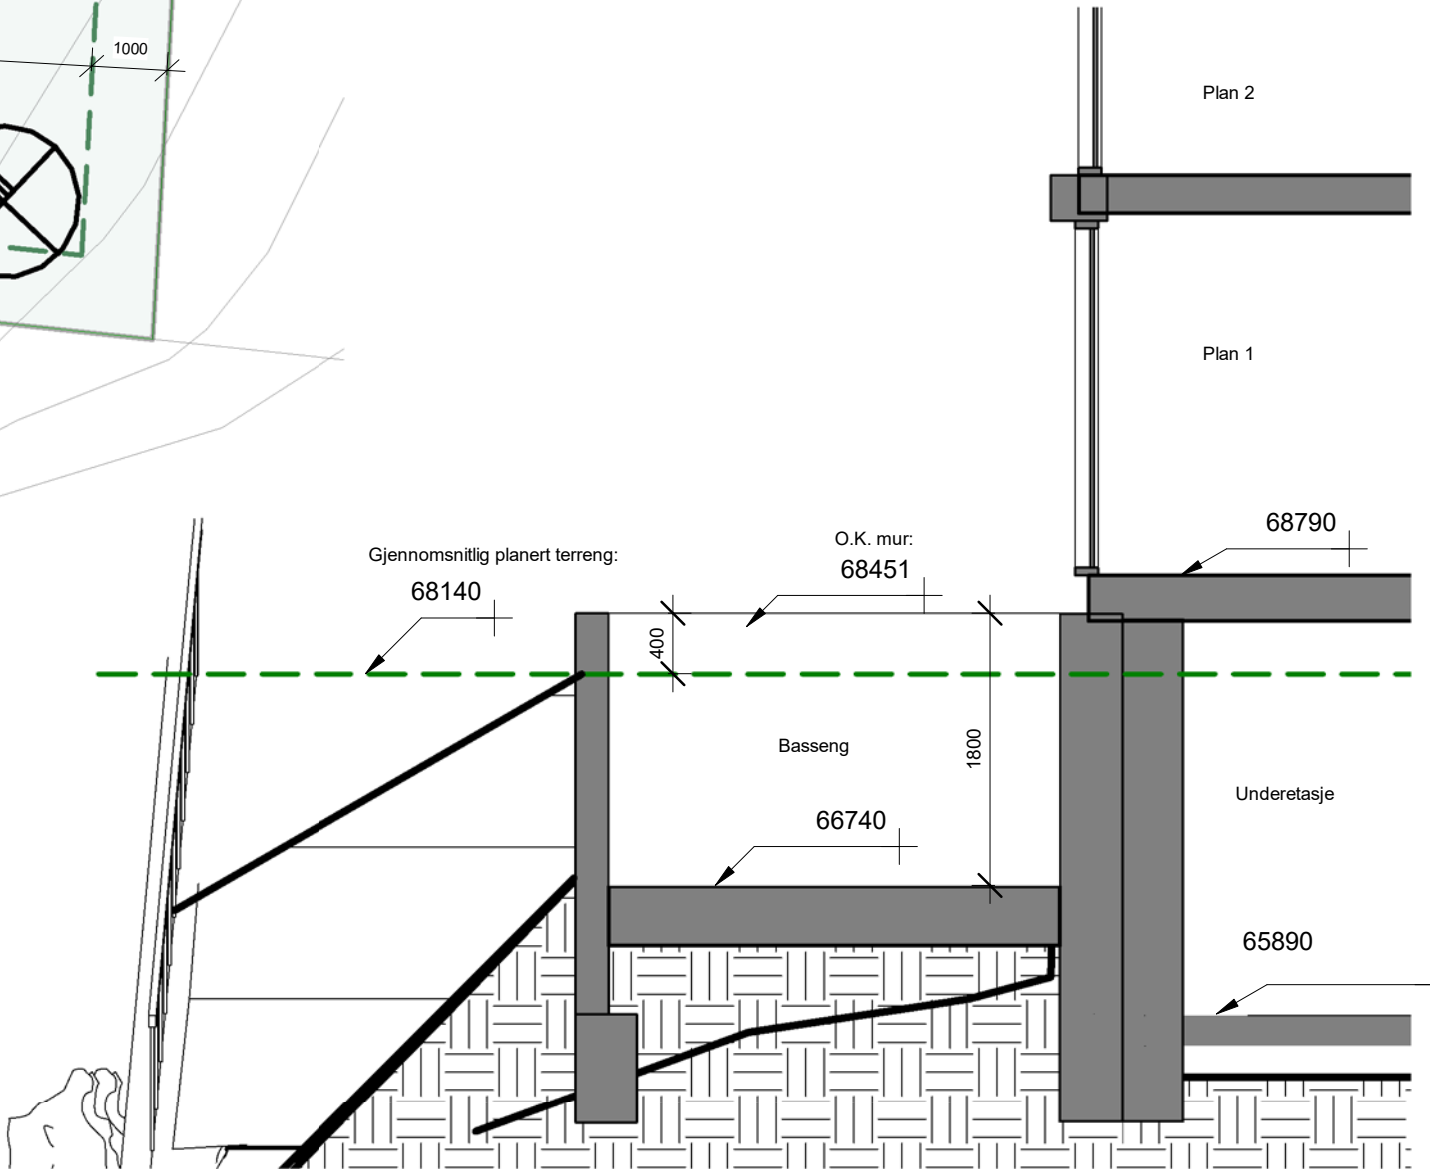 1000
Plan 2
Plan 1
68790
O.K. mur:
68451
Gjennomsnitlig planert terreng:
68140
400
1800
Basseng
Underetasje
66740
65890